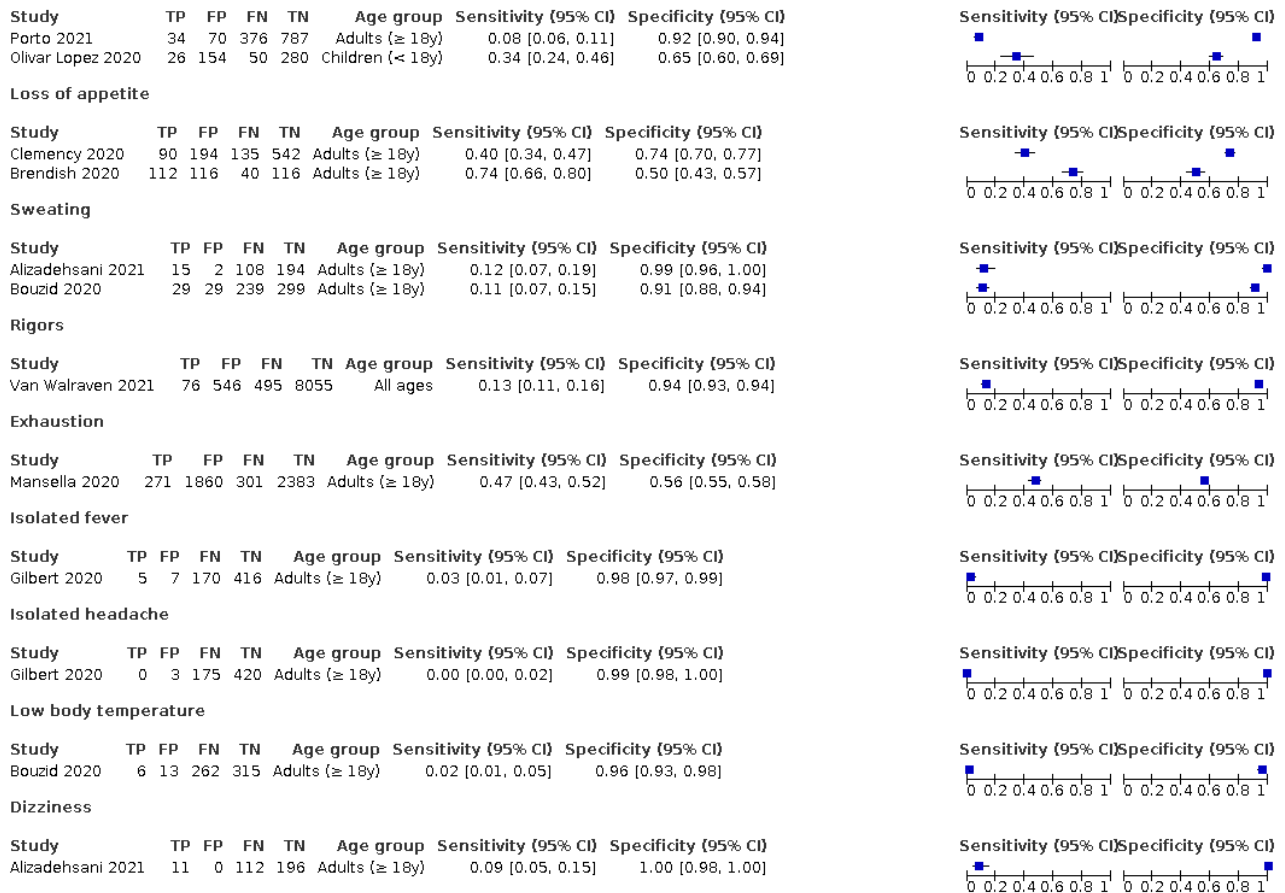 Study TP FP FN TN Age group Sensitivity (95% CI) Specificity (95% CI) Sensitivity (95% CI)Specificity (95% CI)
Porto 2021 34 70 376 787 Adults (≥ 18y) 0.08 [0.06, 0.11] 0.92 [0.90, 0.94]
Olivar Lopez 2020 26 154 50 280 Children (< 18y) 0.34 [0.24, 0.46] 0.65 [0.60, 0.69]
0 0.2 0.4 0.6 0.8 1 0 0.2 0.4 0.6 0.8 1
Loss of appetite
Study TP FP FN TN Age group Sensitivity (95% CI) Specificity (95% CI) Sensitivity (95% CI)Specificity (95% CI)
Clemency 2020 90 194 135 542 Adults (≥ 18y) 0.40 [0.34, 0.47] 0.74 [0.70, 0.77]
Brendish 2020 112 116 40 116 Adults (≥ 18y) 0.74 [0.66, 0.80] 0.50 [0.43, 0.57]
0 0.2 0.4 0.6 0.8 1 0 0.2 0.4 0.6 0.8 1
Sweating
Study TP FP FN TN Age group Sensitivity (95% CI) Specificity (95% CI) Sensitivity (95% CI)Specificity (95% CI)
Alizadehsani 2021 15 2 108 194 Adults (≥ 18y) 0.12 [0.07, 0.19] 0.99 [0.96, 1.00]
Bouzid 2020 29 29 239 299 Adults (≥ 18y) 0.11 [0.07, 0.15] 0.91 [0.88, 0.94]
0 0.2 0.4 0.6 0.8 1 0 0.2 0.4 0.6 0.8 1
Rigors
Study TP FP FN TN Age group Sensitivity (95% CI) Specificity (95% CI) Sensitivity (95% CI)Specificity (95% CI)
Van Walraven 2021 76 546 495 8055 All ages 0.13 [0.11, 0.16] 0.94 [0.93, 0.94]
0 0.2 0.4 0.6 0.8 1 0 0.2 0.4 0.6 0.8 1
Exhaustion
Study TP FP FN TN Age group Sensitivity (95% CI) Specificity (95% CI) Sensitivity (95% CI)Specificity (95% CI)
Mansella 2020 271 1860 301 2383 Adults (≥ 18y) 0.47 [0.43, 0.52] 0.56 [0.55, 0.58]
0 0.2 0.4 0.6 0.8 1 0 0.2 0.4 0.6 0.8 1
Isolated fever
Study TP FP FN TN Age group Sensitivity (95% CI) Specificity (95% CI) Sensitivity (95% CI)Specificity (95% CI)
Gilbert 2020 5 7 170 416 Adults (≥ 18y) 0.03 [0.01, 0.07] 0.98 [0.97, 0.99]
0 0.2 0.4 0.6 0.8 1 0 0.2 0.4 0.6 0.8 1
Isolated headache
Study TP FP FN TN Age group Sensitivity (95% CI) Specificity (95% CI) Sensitivity (95% CI)Specificity (95% CI)
Gilbert 2020 0 3 175 420 Adults (≥ 18y) 0.00 [0.00, 0.02] 0.99 [0.98, 1.00]
0 0.2 0.4 0.6 0.8 1 0 0.2 0.4 0.6 0.8 1
Low body temperature
Study TP FP FN TN Age group Sensitivity (95% CI) Specificity (95% CI) Sensitivity (95% CI)Specificity (95% CI)
Bouzid 2020 6 13 262 315 Adults (≥ 18y) 0.02 [0.01, 0.05] 0.96 [0.93, 0.98]
0 0.2 0.4 0.6 0.8 1 0 0.2 0.4 0.6 0.8 1
Dizziness
Study TP FP FN TN Age group Sensitivity (95% CI) Specificity (95% CI) Sensitivity (95% CI)Specificity (95% CI)
Alizadehsani 2021 11 0 112 196 Adults (≥ 18y) 0.09 [0.05, 0.15] 1.00 [0.98, 1.00]
0 0.2 0.4 0.6 0.8 1 0 0.2 0.4 0.6 0.8 1